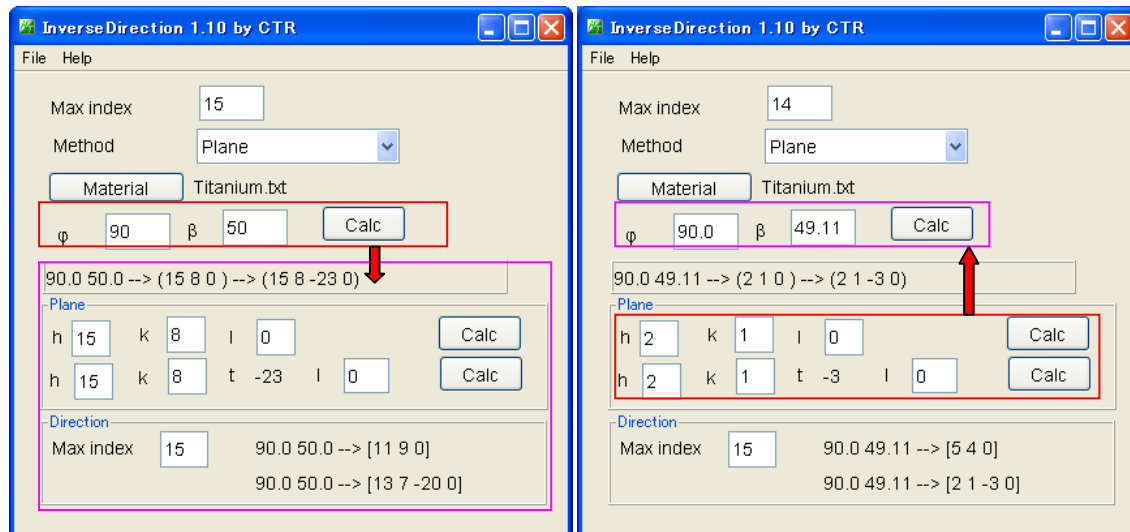 InverseDirection 1.10 by CTR
File Help
Max index 15
Method Plane
Material Titanium.txt
φ 90 β 50 Calc
90.0 50.0 --> (15 8 0 ) --> (15 8 -23 0)
Plane
h 15 k 8 l 0 Calc
h 15 k 8 t -23 l 0 Calc
Direction
Max index 15 90.0 50.0 --> [11 9 0]
90.0 50.0 --> [13 7 -20 0]
InverseDirection 1.10 by CTR
File Help
Max index 14
Method Plane
Material Titanium.txt
φ 90.0 β 49.11 Calc
90.0 49.11 --> (2 1 0 ) --> (2 1 -3 0)
Plane
h 2 k 1 l 0 Calc
h 2 k 1 t -3 l 0 Calc
Direction
Max index 15 90.0 49.11 --> [5 4 0]
90.0 49.11 --> [2 1 -3 0]